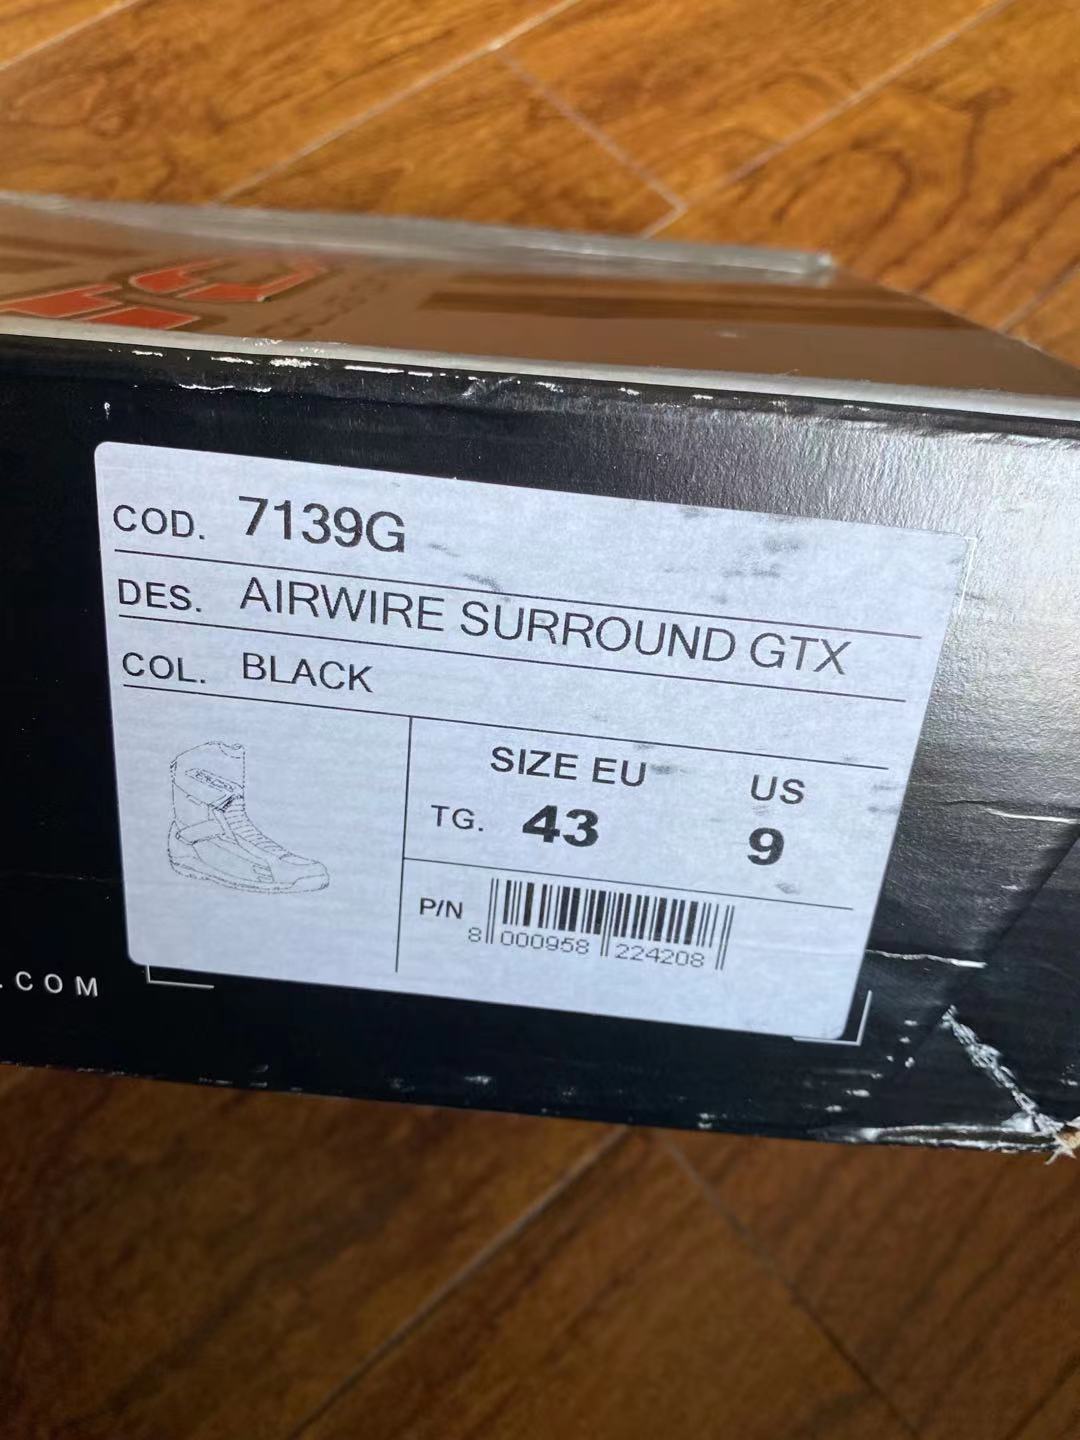 COD. 7139G
DES. AIRWIRE SURROUND GTX
COL. BLACK
SIZE EU US
TG. 43 9
P/N
8 000958 224208
.COM